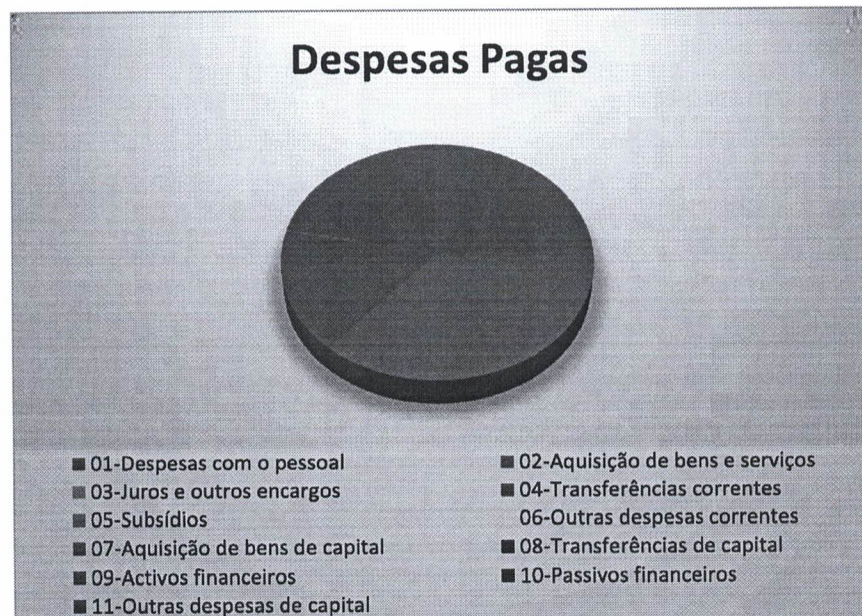 Despesas Pagas
01-Despesas com o pessoal
02-Aquisição de bens e serviços
03-Juros e outros encargos
04-Transferências correntes
05-Subsídios
06-Outras despesas correntes
07-Aquisição de bens de capital
08-Transferências de capital
09-Activos financeiros
10-Passivos financeiros
11-Outras despesas de capital